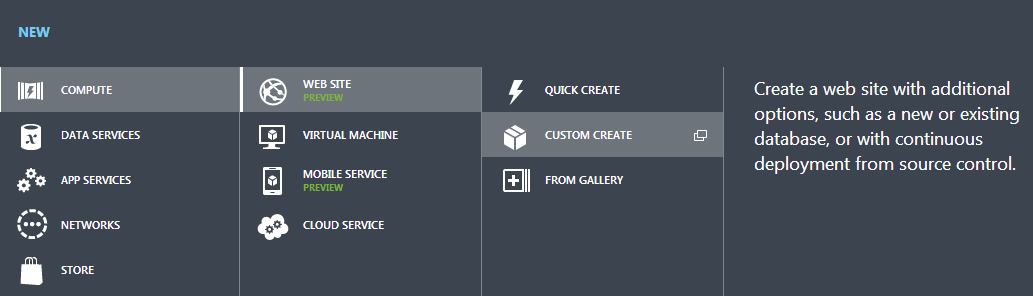 NEW
COMPUTE
DATA SERVICES
APP SERVICES
NETWORKS
STORE
WEB SITE
PREVIEW
VIRTUAL MACHINE
MOBILE SERVICE
PREVIEW
CLOUD SERVICE
QUICK CREATE
CUSTOM CREATE
FROM GALLERY
Create a web site with additional
options, such as a new or existing
database, or with continuous
deployment from source control.